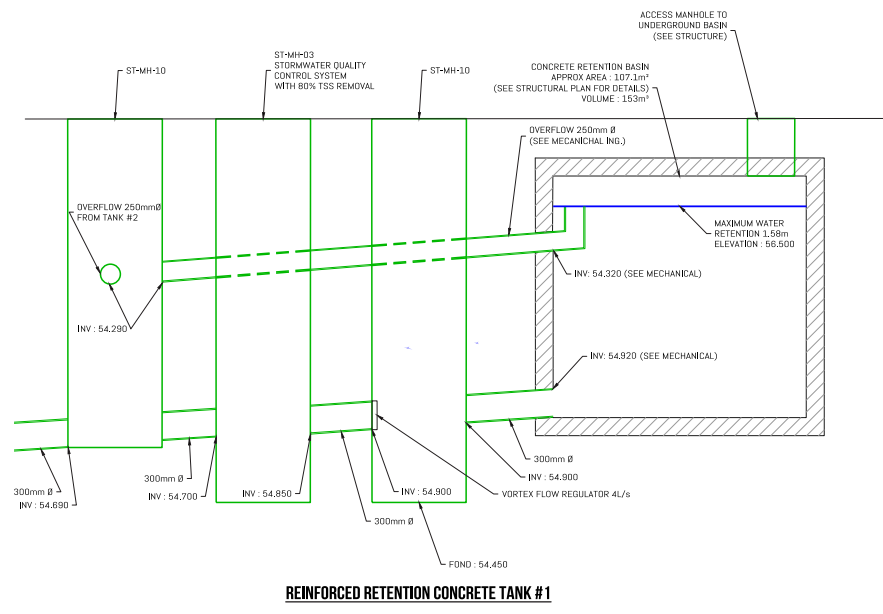 ACCESS MANHOLE TO
UNDERGROUND BASIN
(SEE STRUCTURE)
ST-MH-10
ST-MH-03
STORMWATER QUALITY
CONTROL SYSTEM
WITH 80% TSS REMOVAL
ST-MH-10
CONCRETE RETENTION BASIN
APPROX AREA : 107.1m²
(SEE STRUCTURAL PLAN FOR DETAILS)
VOLUME : 153m³
OVERFLOW 250mm Ø
(SEE MECANICHAL ING.)
OVERFLOW 250mmØ
FROM TANK #2
MAXIMUM WATER
RETENTION 1.58m
ELEVATION : 56.500
INV: 54.320 (SEE MECHANICAL)
INV : 54.290
INV: 54.920 (SEE MECHANICAL)
300mm Ø
INV : 54.690
300mm Ø
INV : 54.700
INV : 54.850
300mm Ø
INV : 54.900
300mm Ø
INV : 54.900
VORTEX FLOW REGULATOR 4L/s
FOND : 54.450
REINFORCED RETENTION CONCRETE TANK #1